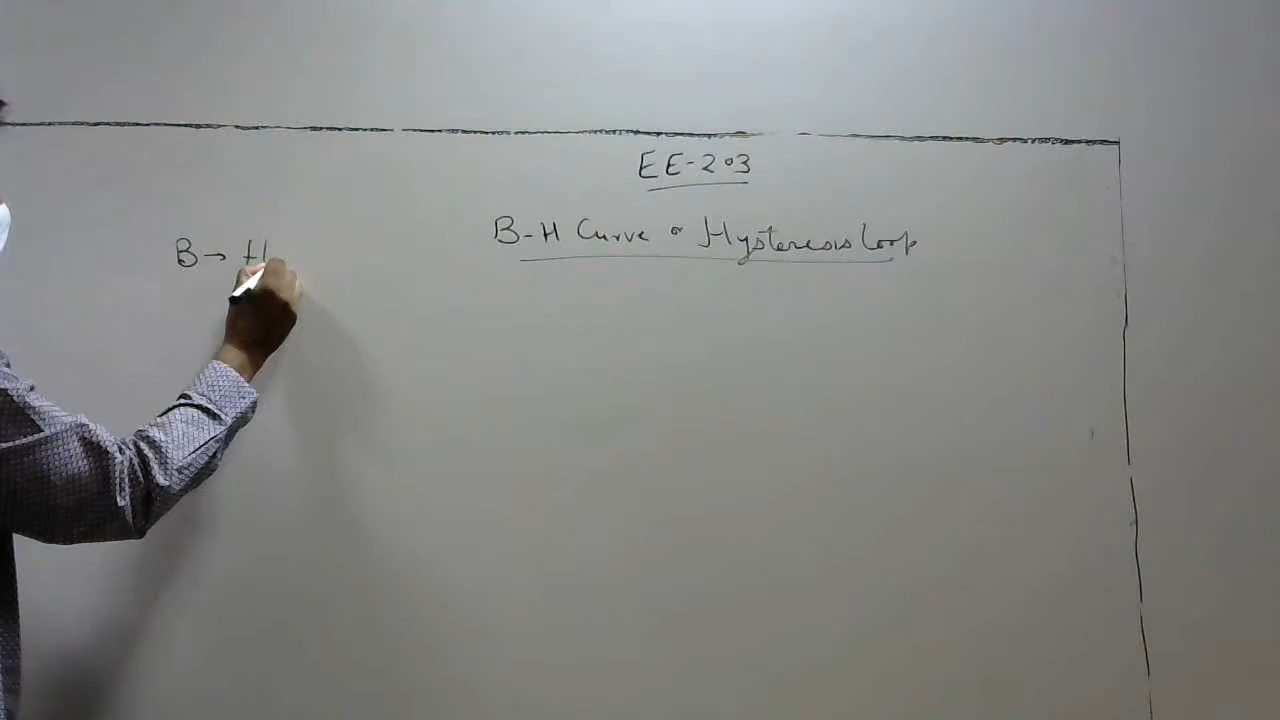 EE-203
B-H Curve or Hysteresis Loop
B → H